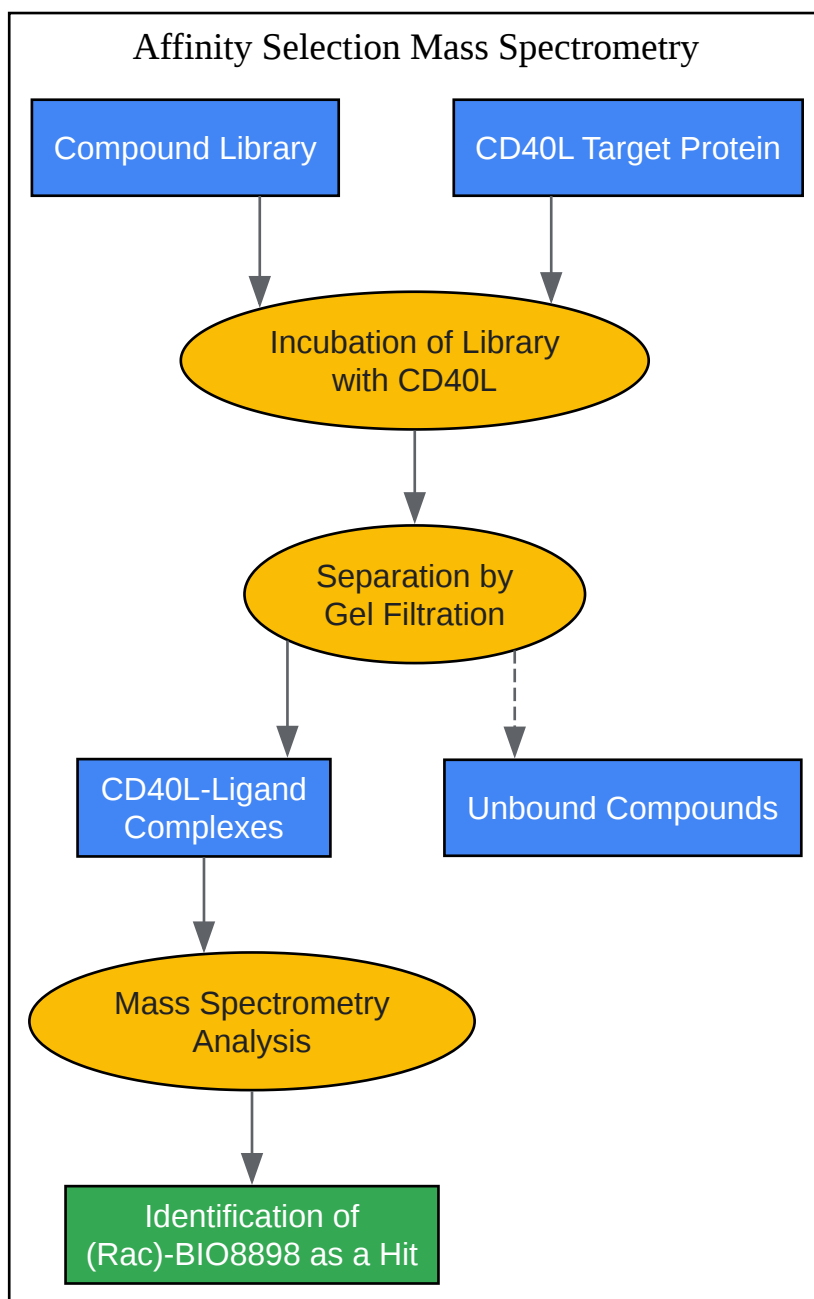 Affinity Selection Mass Spectrometry
Compound Library
CD40L Target Protein
Incubation of Library
with CD40L
Separation by
Gel Filtration
CD40L-Ligand
Complexes
Unbound Compounds
Mass Spectrometry
Analysis
Identification of
(Rac)-BIO8898 as a Hit